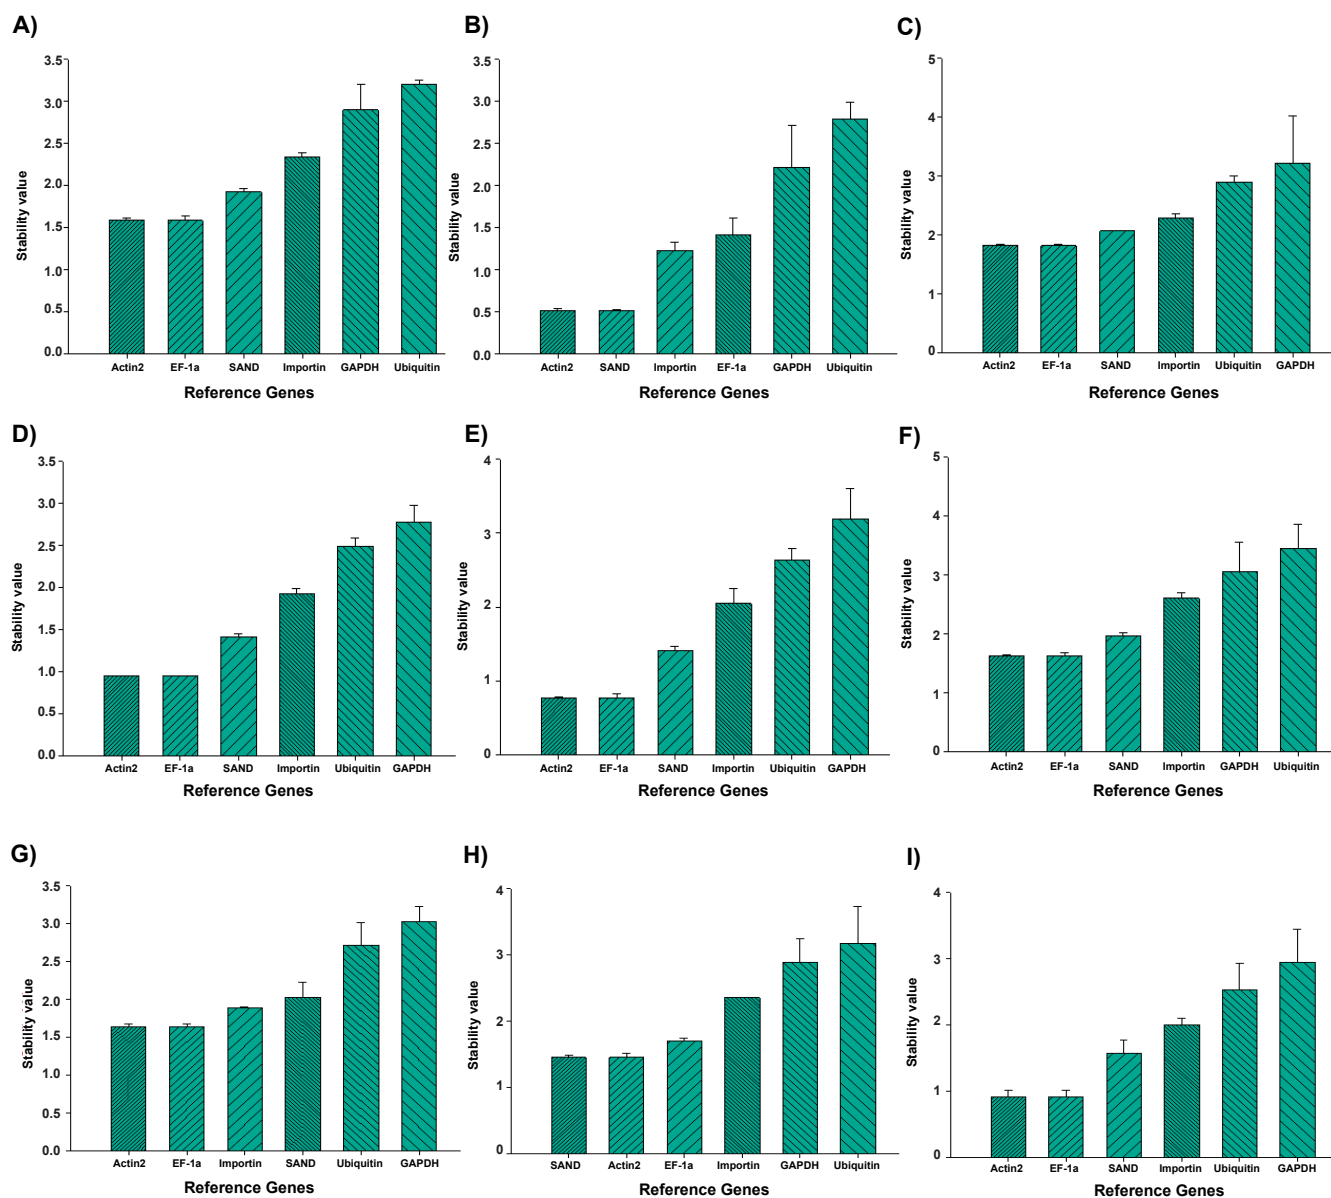 A)
3.5
3.0
2.5
2.0
1.5
1.0
0.5
0.0
Stability value
Actin2 EF-1a SAND Importin GAPDH Ubiquitin
Reference Genes
B)
3.5
3.0
2.5
2.0
1.5
1.0
0.5
0.0
Stability value
Actin2 SAND Importin EF-1a GAPDH Ubiquitin
Reference Genes
C)
5
4
3
2
1
0
Stability value
Actin2 EF-1a SAND Importin Ubiquitin GAPDH
Reference Genes
D)
3.5
3.0
2.5
2.0
1.5
1.0
0.5
0.0
Stability value
Actin2 EF-1a SAND Importin Ubiquitin GAPDH
Reference Genes
E)
4
3
2
1
0
Stability value
Actin2 EF-1a SAND Importin Ubiquitin GAPDH
Reference Genes
F)
5
4
3
2
1
0
Stability value
Actin2 EF-1a SAND Importin GAPDH Ubiquitin
Reference Genes
G)
3.5
3.0
2.5
2.0
1.5
1.0
0.5
0.0
Stability value
Actin2 EF-1a Importin SAND Ubiquitin GAPDH
Reference Genes
H)
4
3
2
1
0
Stability value
SAND Actin2 EF-1a Importin GAPDH Ubiquitin
Reference Genes
I)
4
3
2
1
0
Stability value
Actin2 EF-1a SAND Importin Ubiquitin GAPDH
Reference Genes